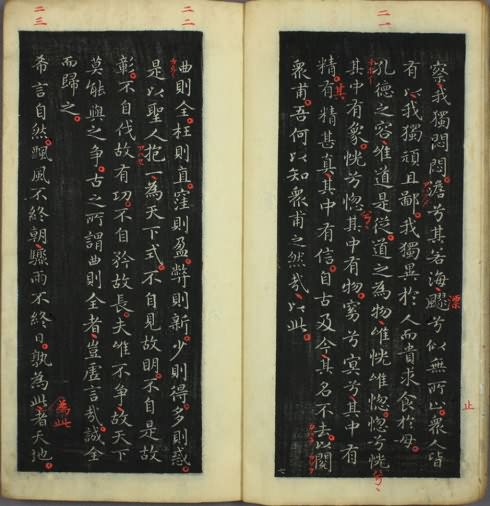 二一
察我獨悶悶澹兮其若海飂兮似無所止衆人皆
漂
止
有以我獨頑且鄙我獨異於人而貴求食於母
孔德之容唯道是從道之為物唯恍唯惚惚兮恍
其中有象恍兮惚其中有物窈兮冥兮其中有
精有精甚真其中有信自古及今其名不去以閱
其
衆甫吾何以知衆甫之然哉以此
二二
曲則全枉則直窪則盈弊則新少則得多則惑
是以聖人抱一為天下式不自見故明不自是故
彰不自伐故有功不自矜故長夫唯不争故天下
莫能與之争古之所謂曲則全者豈虛言哉誠全
而歸之
二三
希言自然飄風不終朝驟雨不終日孰為此者天地
為此